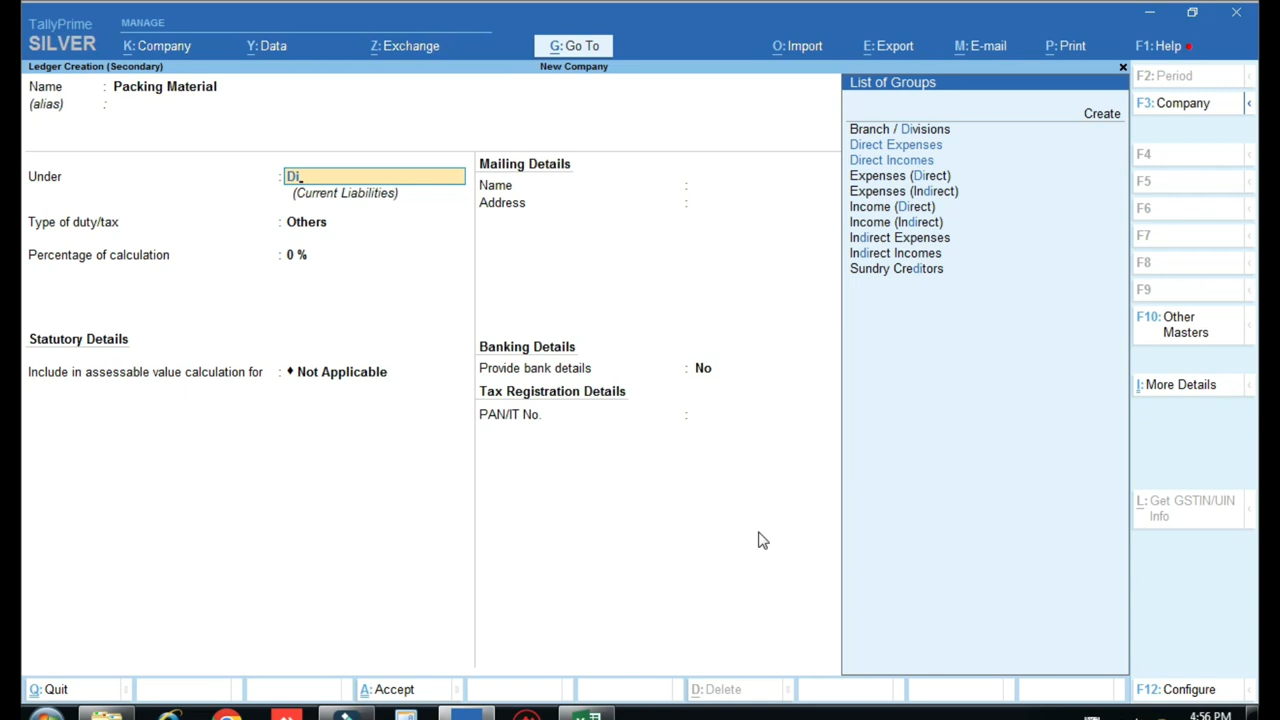 TallyPrime
SILVER
MANAGE
K: Company
Y: Data
Z: Exchange
G: Go To
O: Import
E: Export
M: E-mail
P: Print
F1: Help
Ledger Creation (Secondary)
New Company
Name : Packing Material
(alias) :
Under : Di
(Current Liabilities)
Type of duty/tax : Others
Percentage of calculation : 0 %
Statutory Details
Include in assessable value calculation for : ♦ Not Applicable
Mailing Details
Name :
Address :
Banking Details
Provide bank details : No
Tax Registration Details
PAN/IT No. :
List of Groups
Create
Branch / Divisions
Direct Expenses
Direct Incomes
Expenses (Direct)
Expenses (Indirect)
Income (Direct)
Income (Indirect)
Indirect Expenses
Indirect Incomes
Sundry Creditors
F2: Period
F3: Company
F4
F5
F6
F7
F8
F9
F10: Other
Masters
I: More Details
L: Get GSTIN/UIN
Info
Q: Quit
A: Accept
D: Delete
F12: Configure
4:56 PM